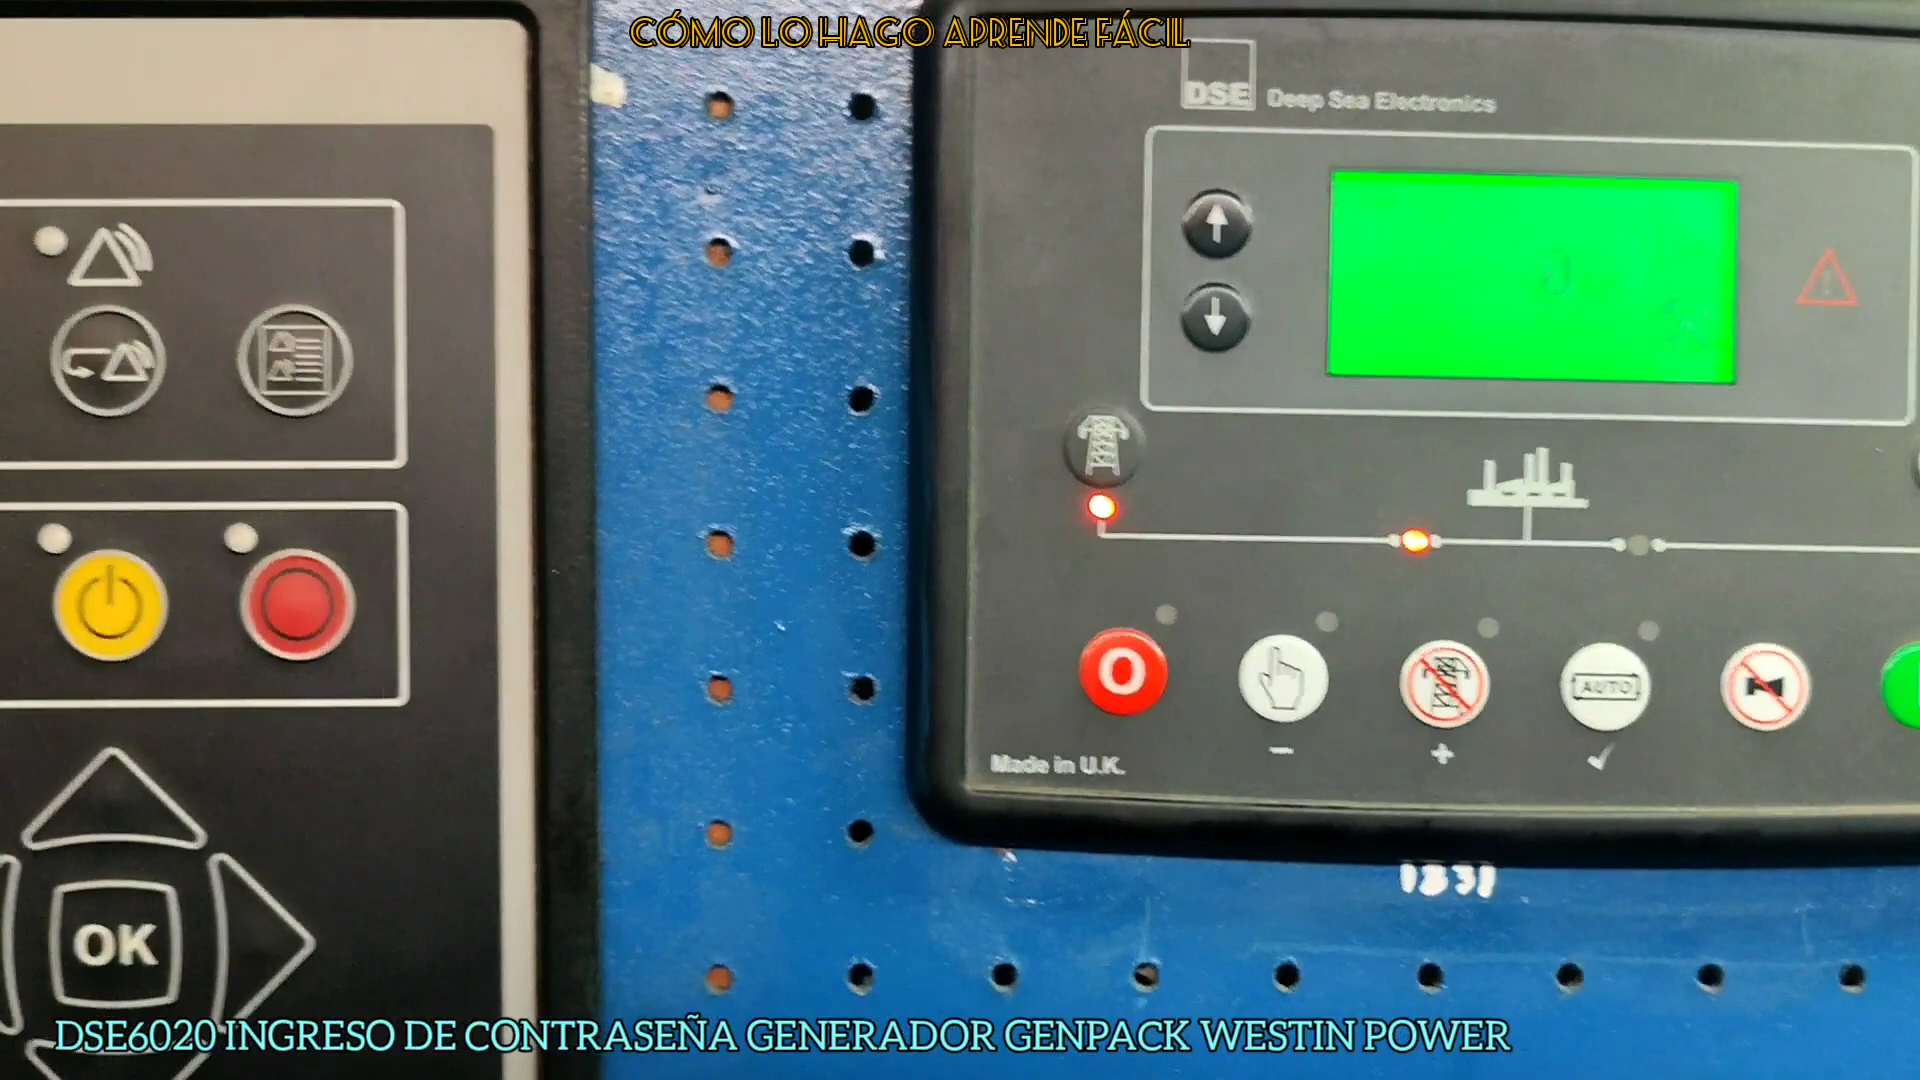 CÓMO LO HAGO APRENDE FÁCIL
DSE Deep Sea Electronics
O
AUTO
- + ✓
Made in U.K.
1831
OK
DSE6020 INGRESO DE CONTRASEÑA GENERADOR GENPACK WESTIN POWER